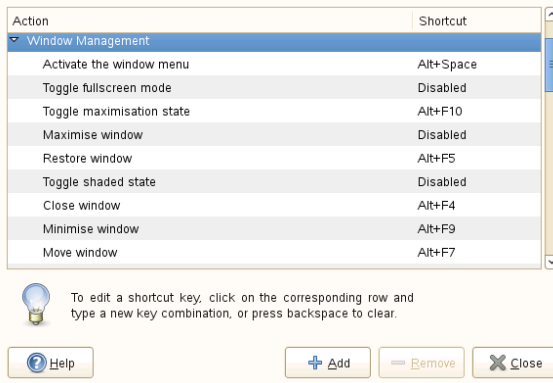 Action Shortcut
Window Management
Activate the window menu Alt+Space
Toggle fullscreen mode Disabled
Toggle maximisation state Alt+F10
Maximise window Disabled
Restore window Alt+F5
Toggle shaded state Disabled
Close window Alt+F4
Minimise window Alt+F9
Move window Alt+F7
To edit a shortcut key, click on the corresponding row and
type a new key combination, or press backspace to clear.
Help Add Remove Close